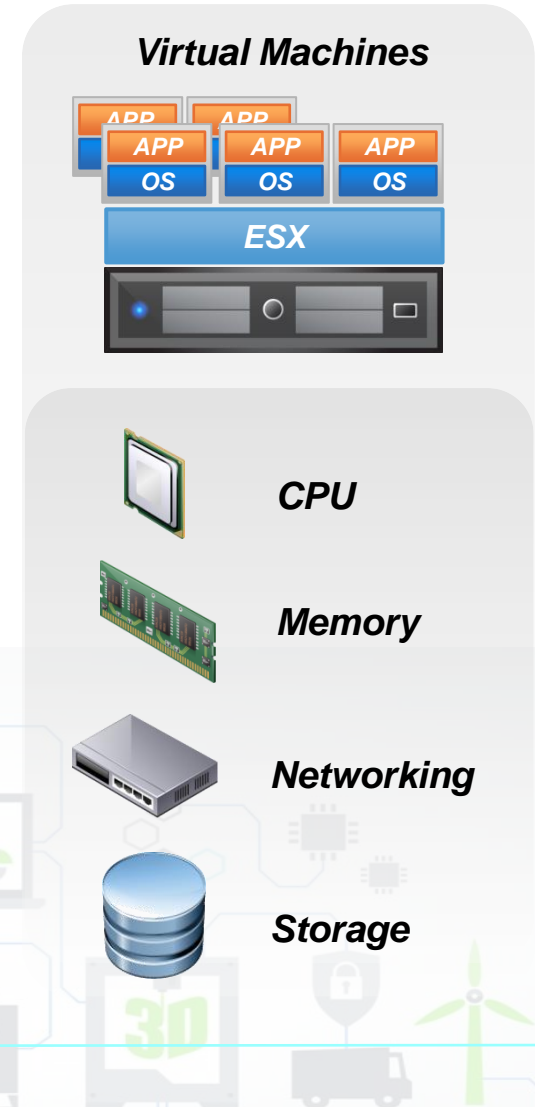 Virtual Machines
APP APP
APP APP APP
OS OS OS
ESX
CPU
Memory
Networking
Storage
3D